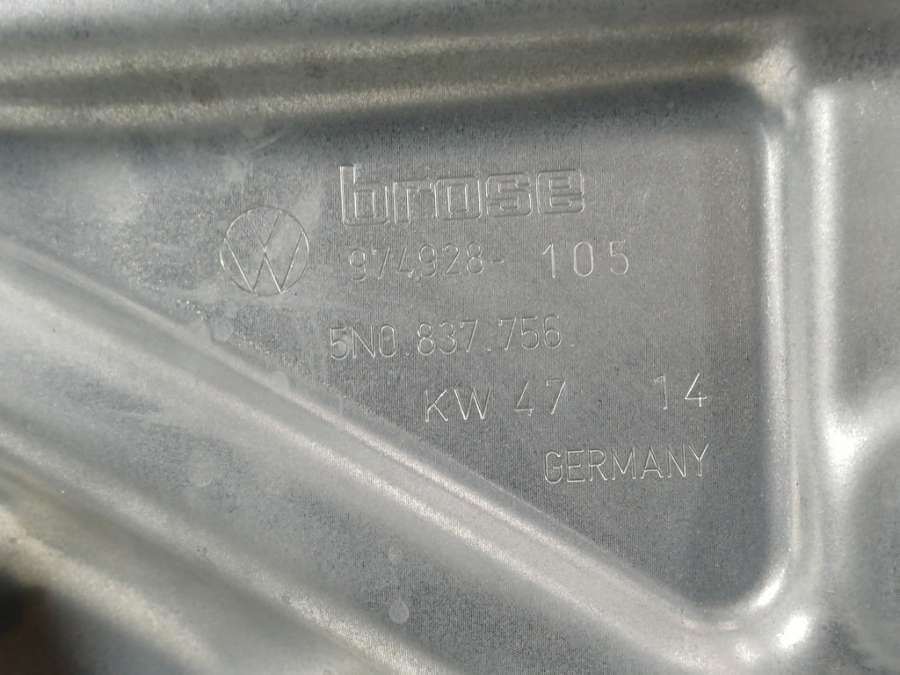 brose
974928- 105
5N0.837.756.
KW 47 14
GERMANY